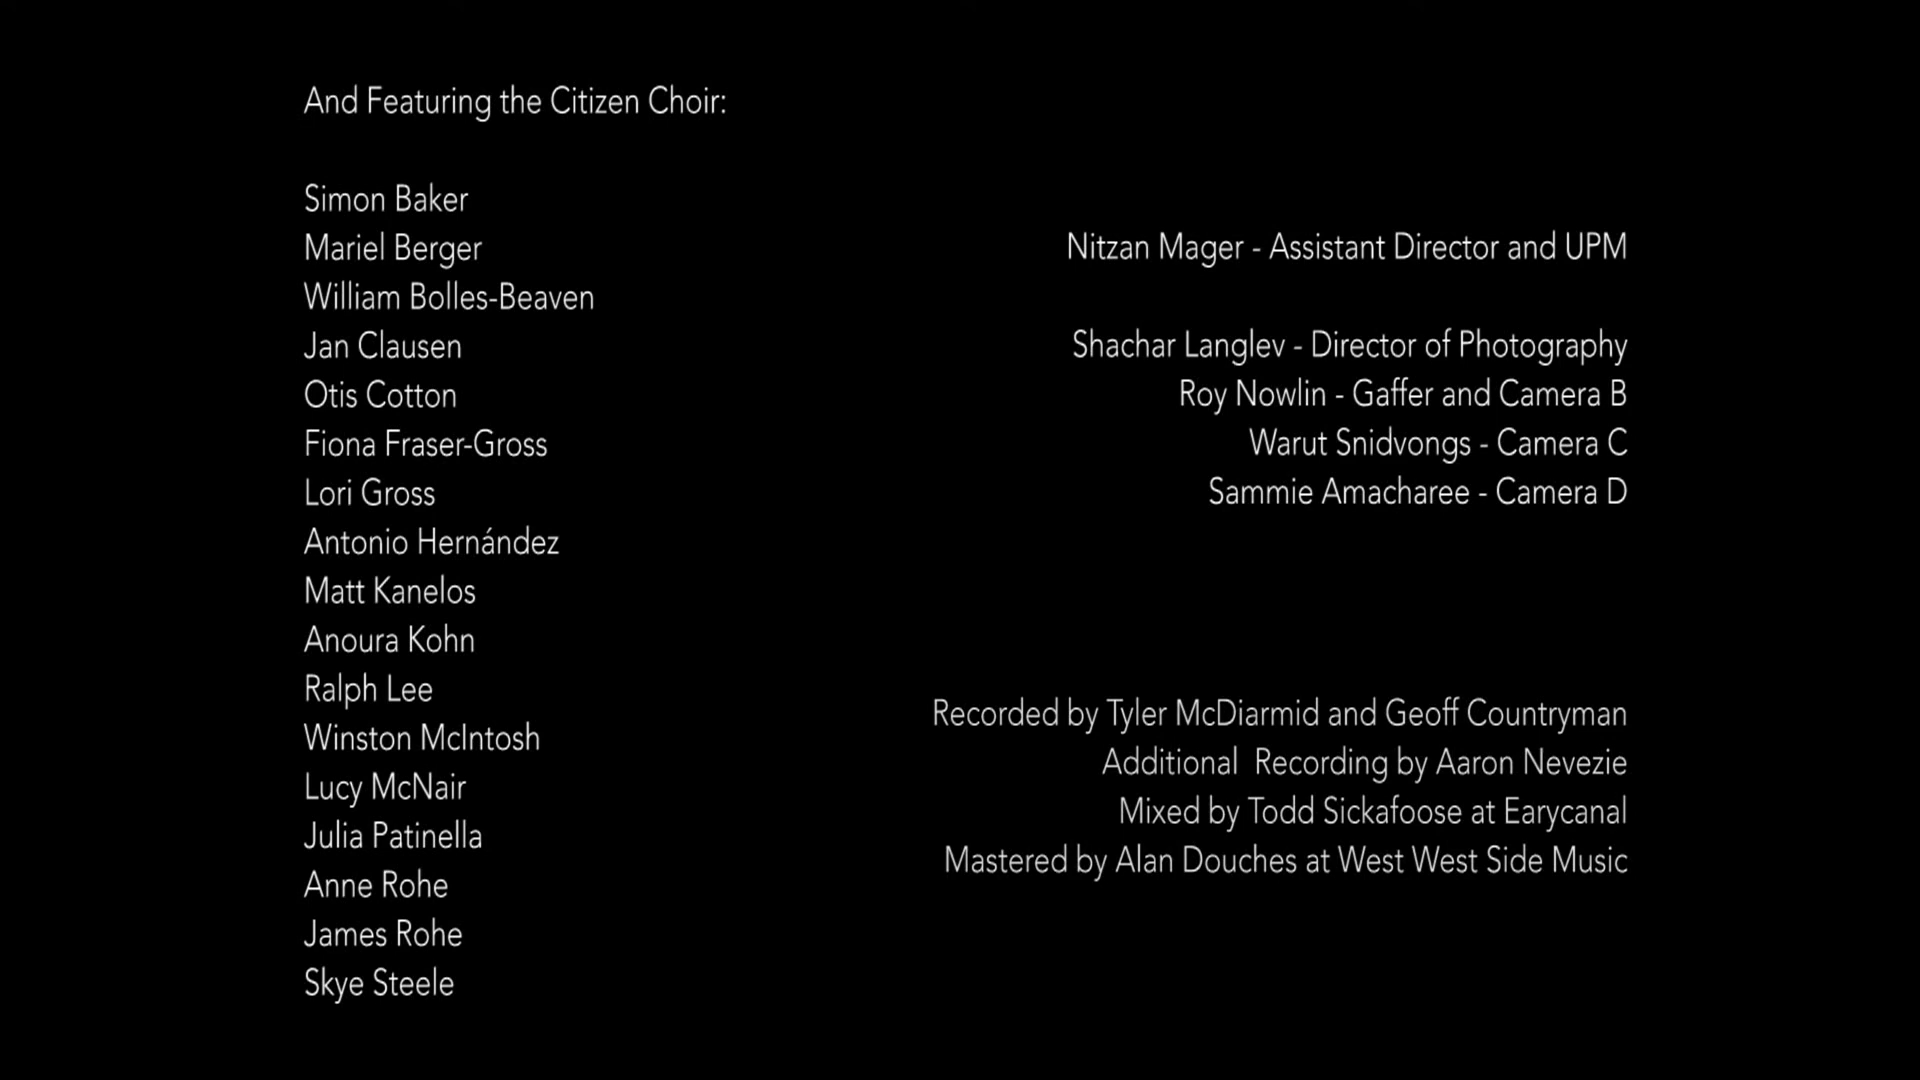 And Featuring the Citizen Choir:
Simon Baker
Mariel Berger
William Bolles-Beaven
Jan Clausen
Otis Cotton
Fiona Fraser-Gross
Lori Gross
Antonio Hernández
Matt Kanelos
Anoura Kohn
Ralph Lee
Winston McIntosh
Lucy McNair
Julia Patinella
Anne Rohe
James Rohe
Skye Steele
Nitzan Mager - Assistant Director and UPM
Shachar Langlev - Director of Photography
Roy Nowlin - Gaffer and Camera B
Warut Snidvongs - Camera C
Sammie Amacharee - Camera D
Recorded by Tyler McDiarmid and Geoff Countryman
Additional  Recording by Aaron Nevezie
Mixed by Todd Sickafoose at Earycanal
Mastered by Alan Douches at West West Side Music